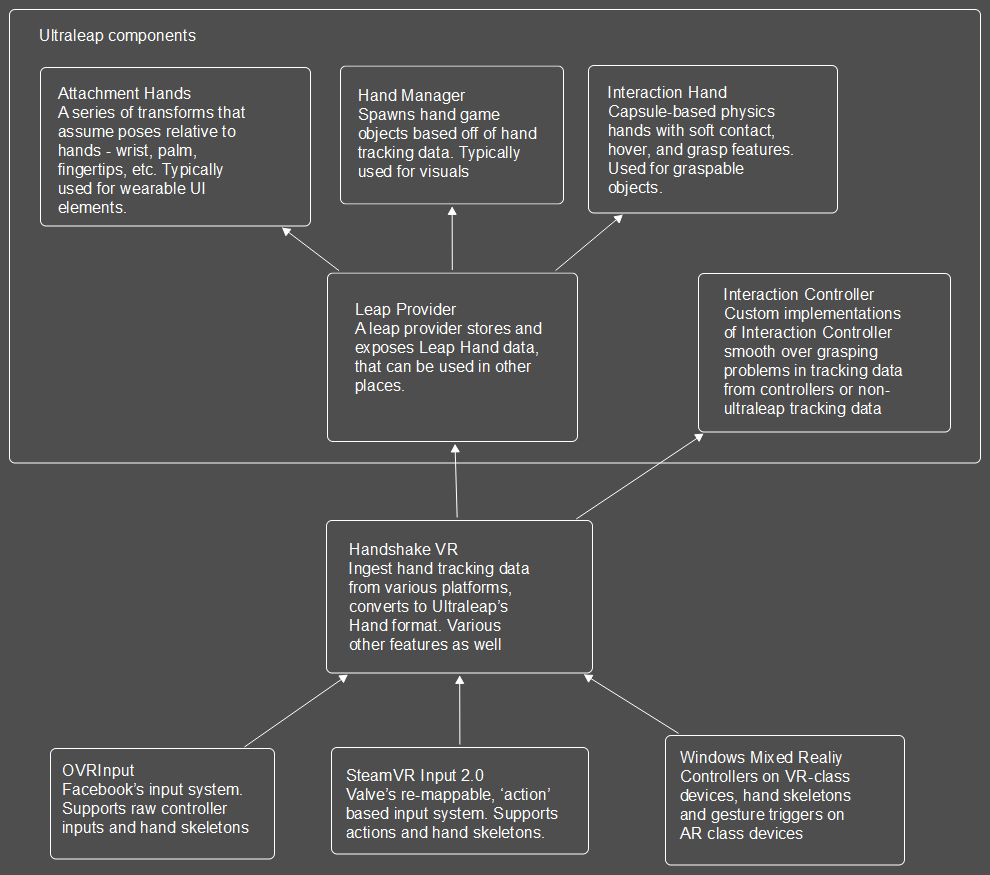 Ultraleap components
Attachment Hands
A series of transforms that
assume poses relative to
hands - wrist, palm,
fingertips, etc. Typically
used for wearable UI
elements.
Hand Manager
Spawns hand game
objects based off of hand
tracking data. Typically
used for visuals
Interaction Hand
Capsule-based physics
hands with soft contact,
hover, and grasp features.
Used for graspable
objects.
Leap Provider
A leap provider stores and
exposes Leap Hand data,
that can be used in other
places.
Interaction Controller
Custom implementations
of Interaction Controller
smooth over grasping
problems in tracking data
from controllers or non-
ultraleap tracking data
Handshake VR
Ingest hand tracking data
from various platforms,
converts to Ultraleap’s
Hand format. Various
other features as well
OVRInput
Facebook’s input system.
Supports raw controller
inputs and hand skeletons
SteamVR Input 2.0
Valve’s re-mappable, ‘action’
based input system. Supports
actions and hand skeletons.
Windows Mixed Realiy
Controllers on VR-class
devices, hand skeletons
and gesture triggers on
AR class devices